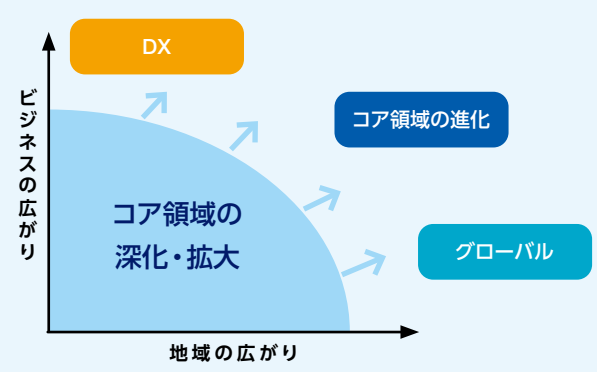 DX
コア領域の進化
ビジネスの広がり
コア領域の
深化・拡大
グローバル
地域の広がり